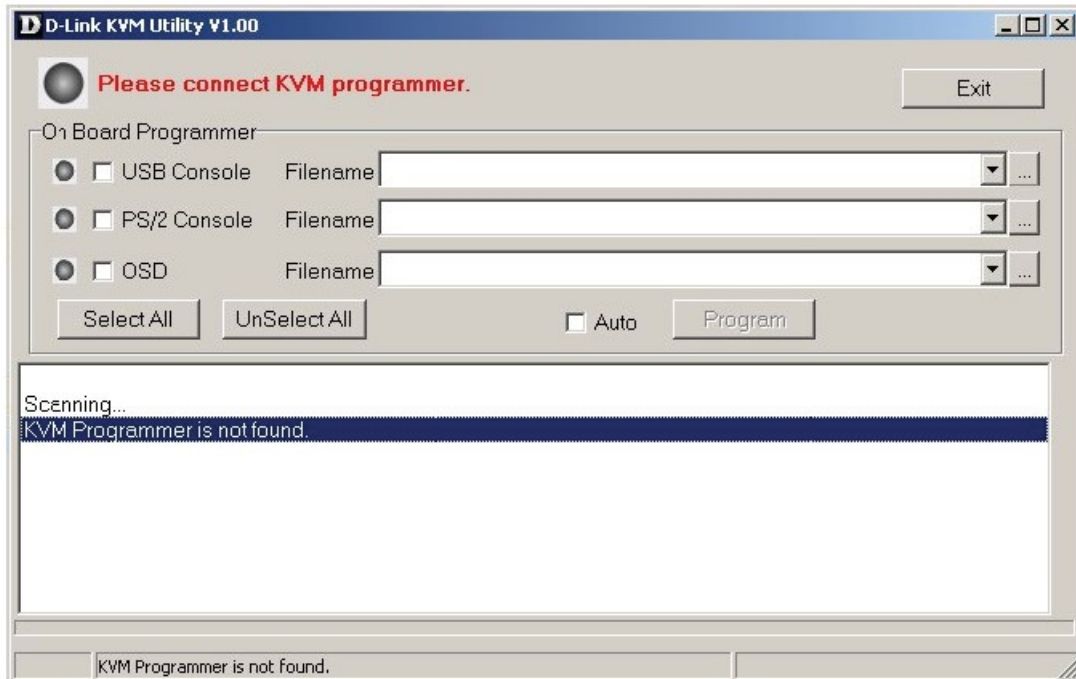 D-Link KVM Utility V1.00
Please connect KVM programmer.
Exit
On Board Programmer
USB Console Filename ...
PS/2 Console Filename ...
OSD Filename ...
Select All UnSelect All Auto Program
Scanning...
KVM Programmer is not found.
KVM Programmer is not found.